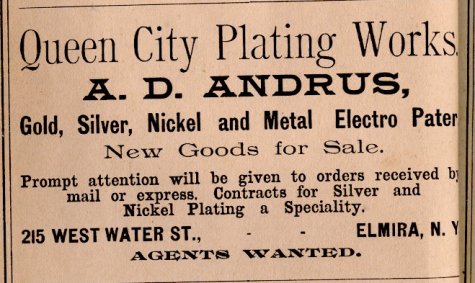 Queen City Plating Works.
A. D. ANDRUS,
Gold, Silver, Nickel and Metal Electro Pater
New Goods for Sale.
Prompt attention will be given to orders received by
mail or express. Contracts for Silver and
Nickel Plating a Speciality.
215 WEST WATER ST., - - ELMIRA, N. Y
AGENTS WANTED.